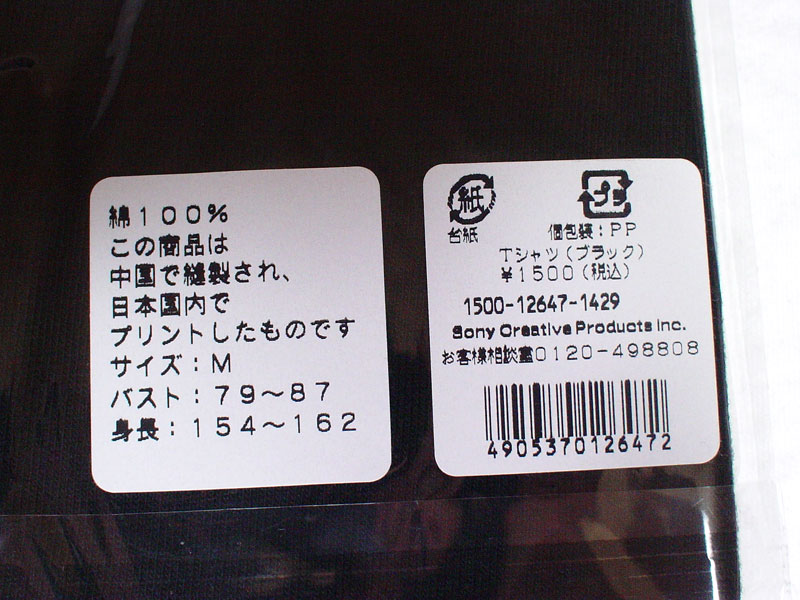 綿１００％
この商品は
中国で縫製され、
日本国内で
プリントしたものです
サイズ：Ｍ
バスト：７９～８７
身長：１５４～１６２
紙
プラ
台紙
個包装：ＰＰ
Ｔシャツ（ブラック）
￥１５００（税込）
1500-12647-1429
Sony Creative Products Inc.
お客様相談室０１２０－４９８８０８
4905370126472